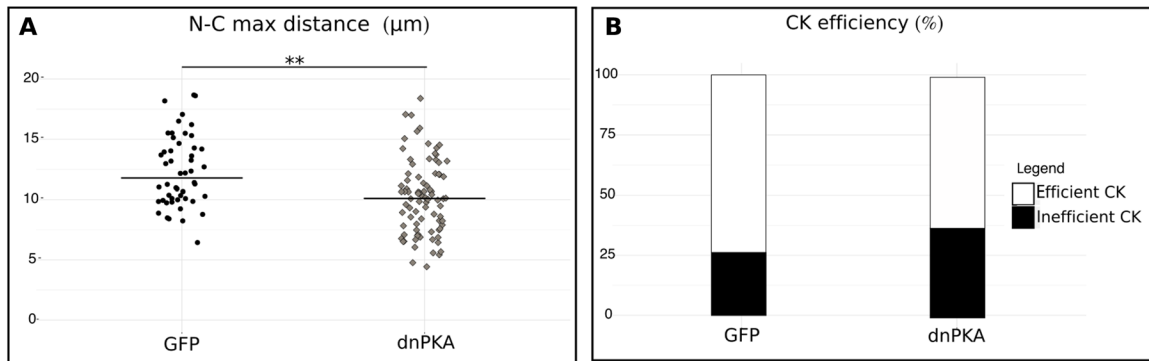 A
N-C max distance (µm)
**
20
15
10
5
0
GFP
dnPKA
B
CK efficiency (%)
100
75
50
25
0
GFP
dnPKA
Legend
Efficient CK
Inefficient CK